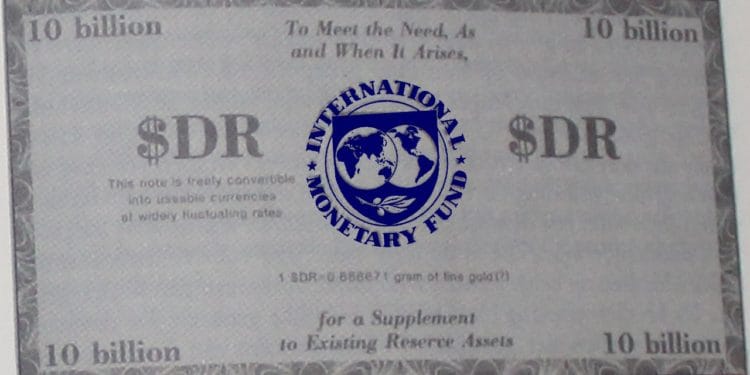 10 billion
To Meet the Need, As
and When It Arises,
10 billion
$DR
INTERNATIONAL
MONETARY FUND
$DR
This note is freely convertible
into useable currencies
at widely fluctuating rates
1 SDR=0.888671 gram of fine gold(?)
for a Supplement
to Existing Reserve Assets
10 billion
10 billion